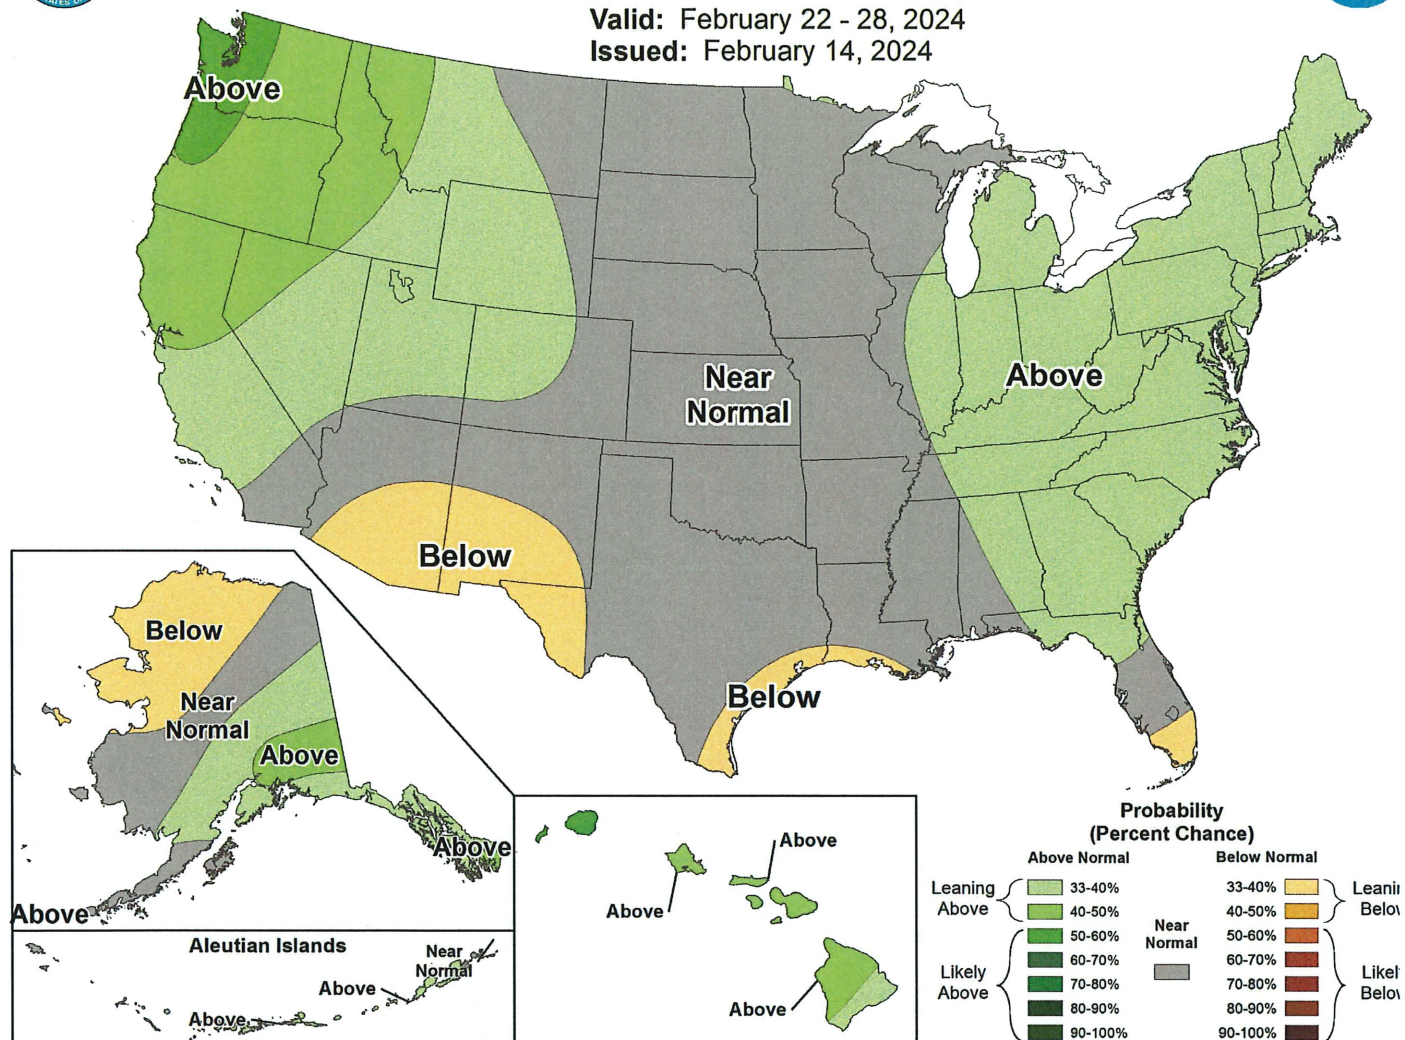 Valid: February 22 - 28, 2024
Issued: February 14, 2024
Above
Near
Normal
Above
Below
Below
Below
Near
Normal
Above
Above
Above
Aleutian Islands
Near
Normal
Above
Above
Above
Above
Above
Probability
(Percent Chance)
Above Normal
Below Normal
Leaning
Above
33-40%
40-50%
Likely
Above
50-60%
60-70%
70-80%
80-90%
90-100%
Near
Normal
33-40%
40-50%
50-60%
60-70%
70-80%
80-90%
90-100%